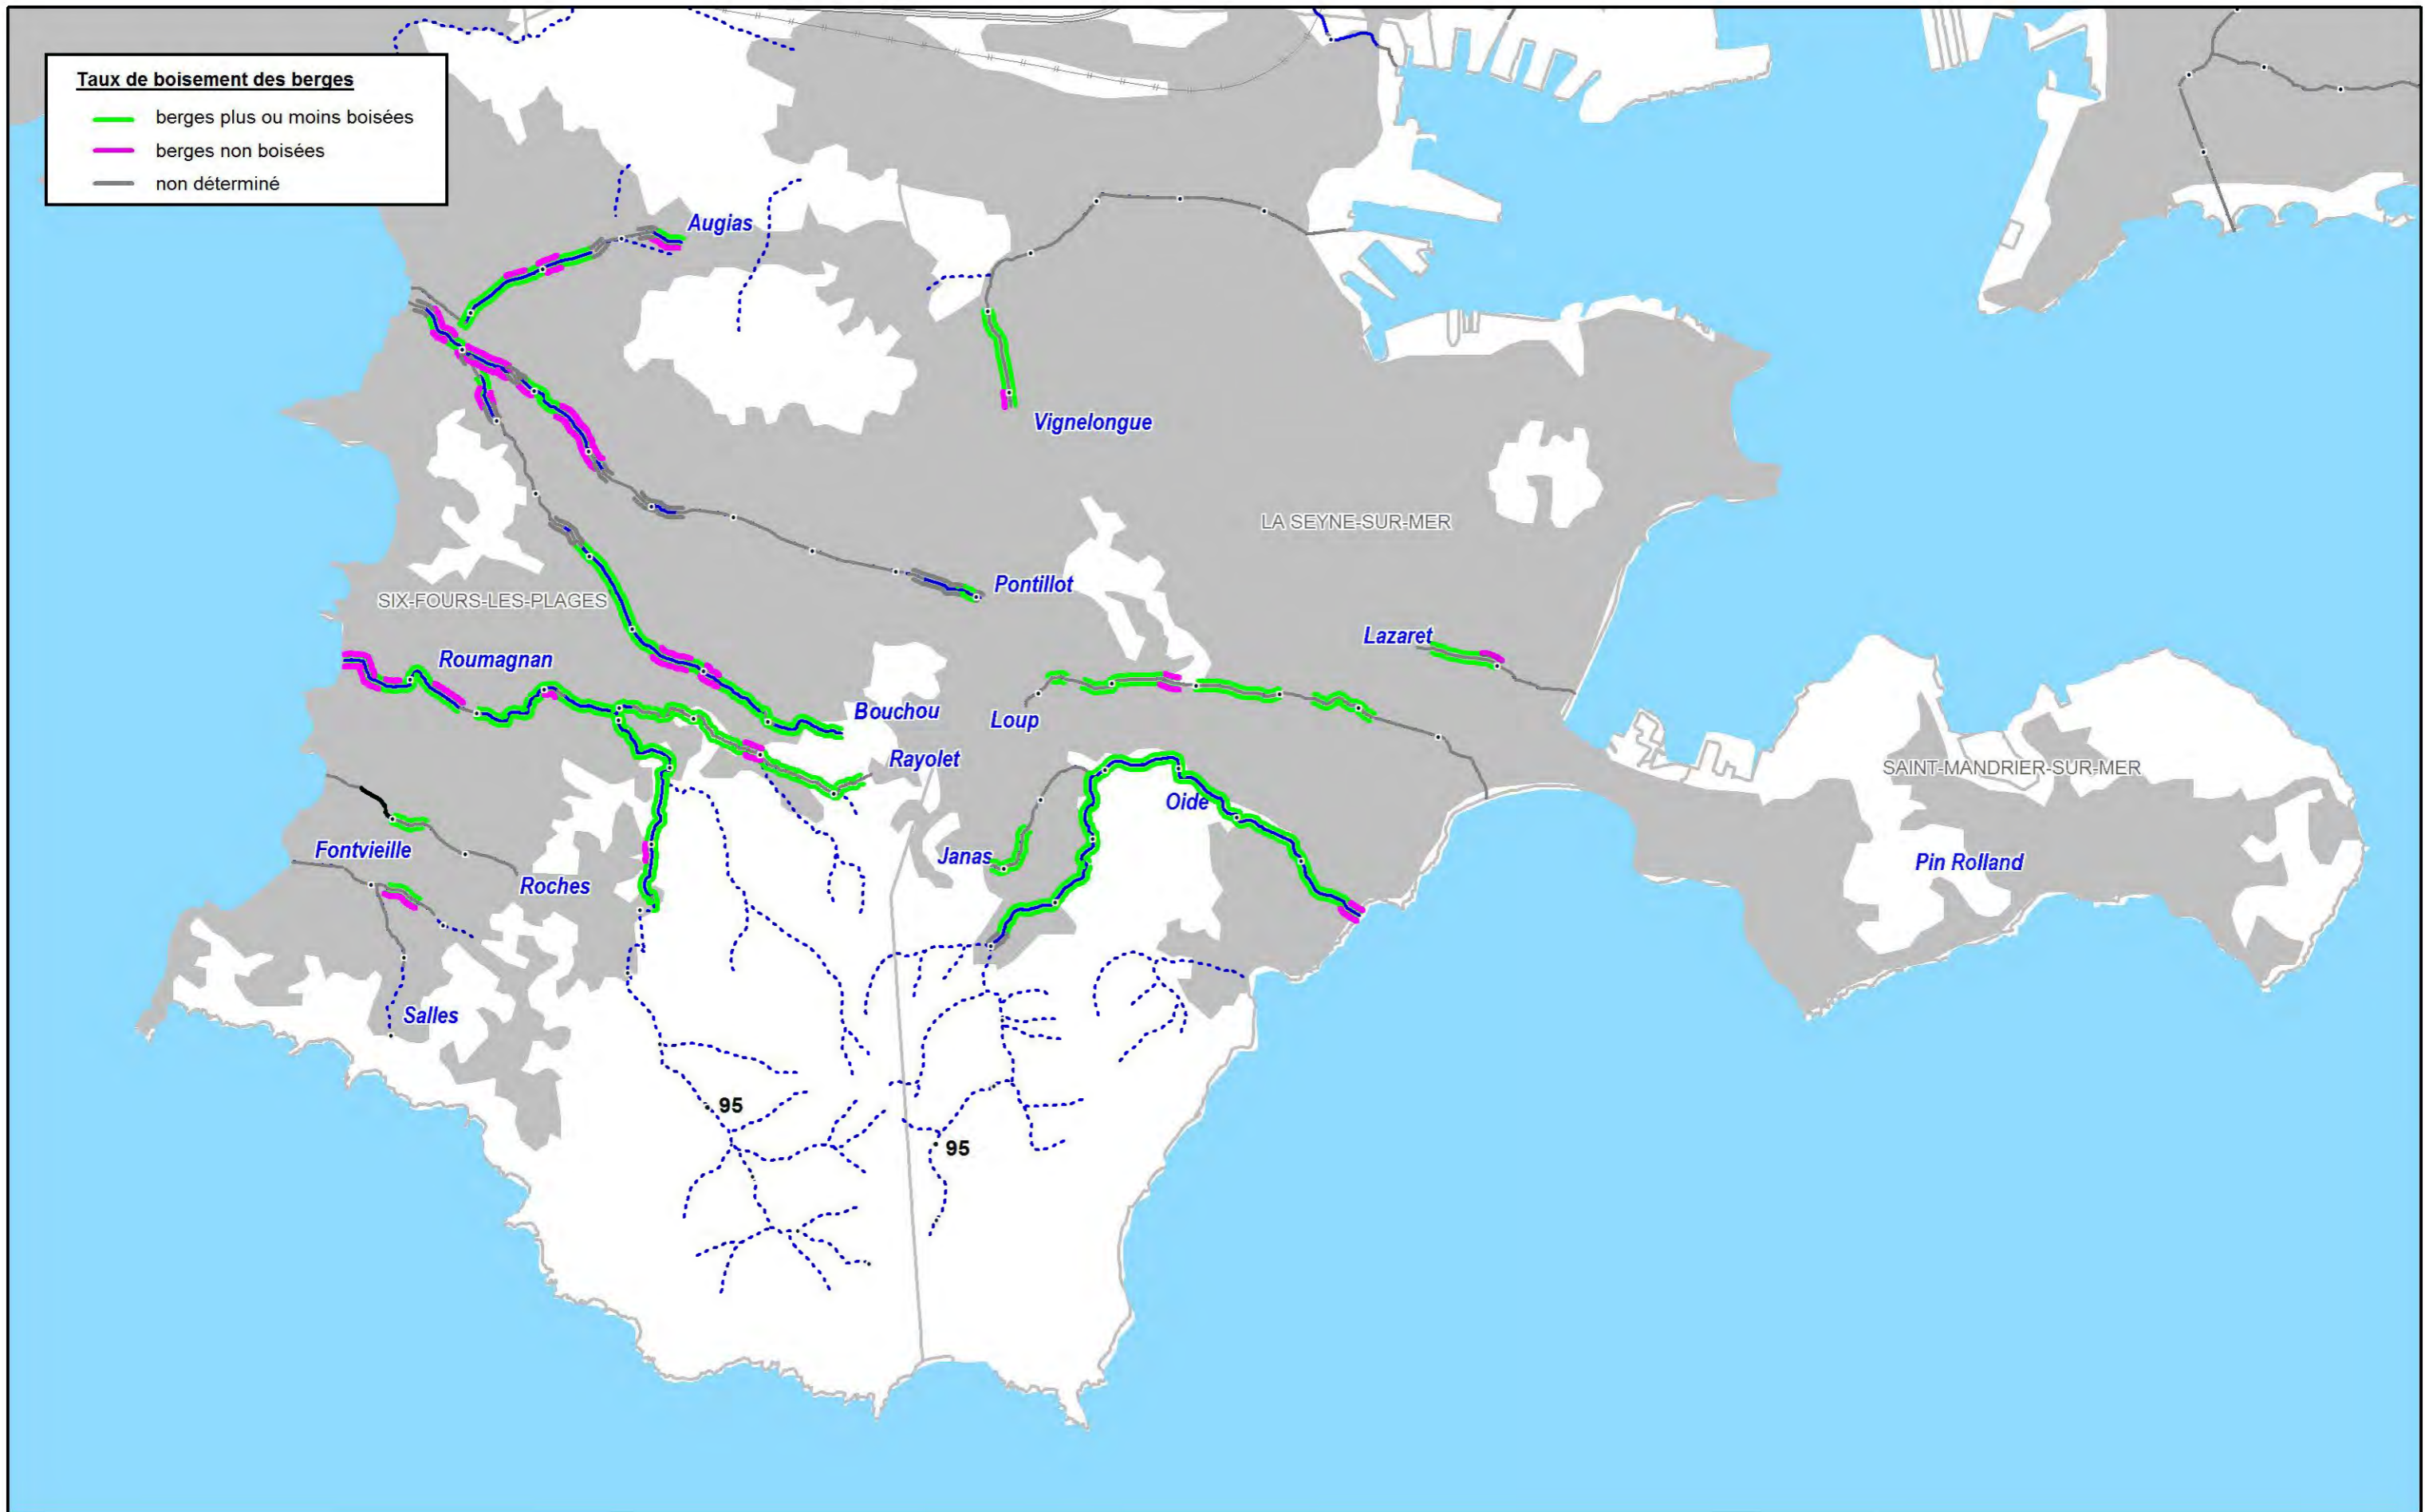 Taux de boisement des berges
berges plus ou moins boisées
berges non boisées
non déterminé
Augias
Vignelongue
LA SEYNE-SUR-MER
Pontillot
SIX-FOURS-LES-PLAGES
Lazaret
Roumagnan
Bouchou
Loup
Rayolet
SAINT-MANDRIER-SUR-MER
Oide
Fontvieille
Janas
Pin Rolland
Roches
Salles
95
95